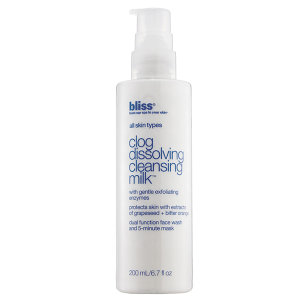 bliss®
all skin types
clog
dissolving
cleansing
milk™
with gentle exfoliating
enzymes
protects skin with extracts
of grapeseed + bitter orange
dual function face wash
and 5-minute mask
200 mL/6.7 fl oz